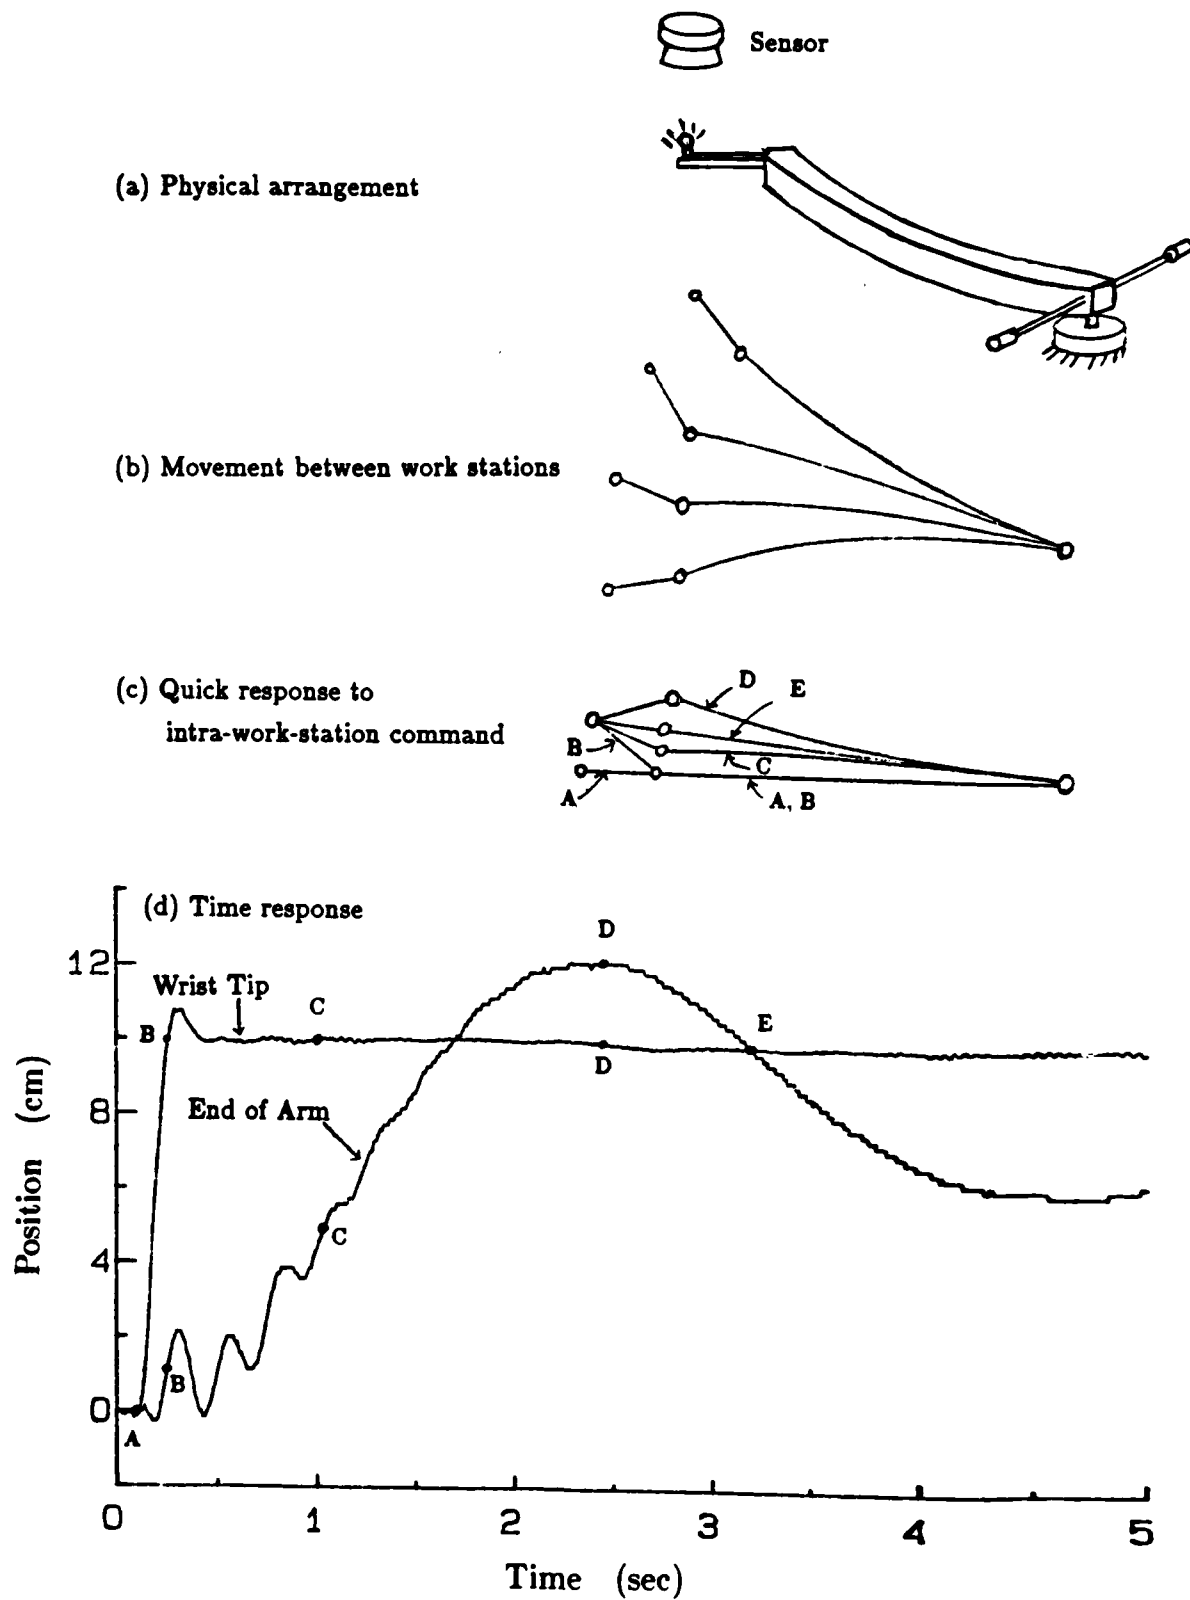 Sensor
(a) Physical arrangement
(b) Movement between work stations
(c) Quick response to
intra-work-station command
D
E
B
C
A
A, B
(d) Time response
D
12
Wrist Tip
C
B
E
D
8
End of Arm
C
4
B
0
A
Position (cm)
0 1 2 3 4 5
Time (sec)